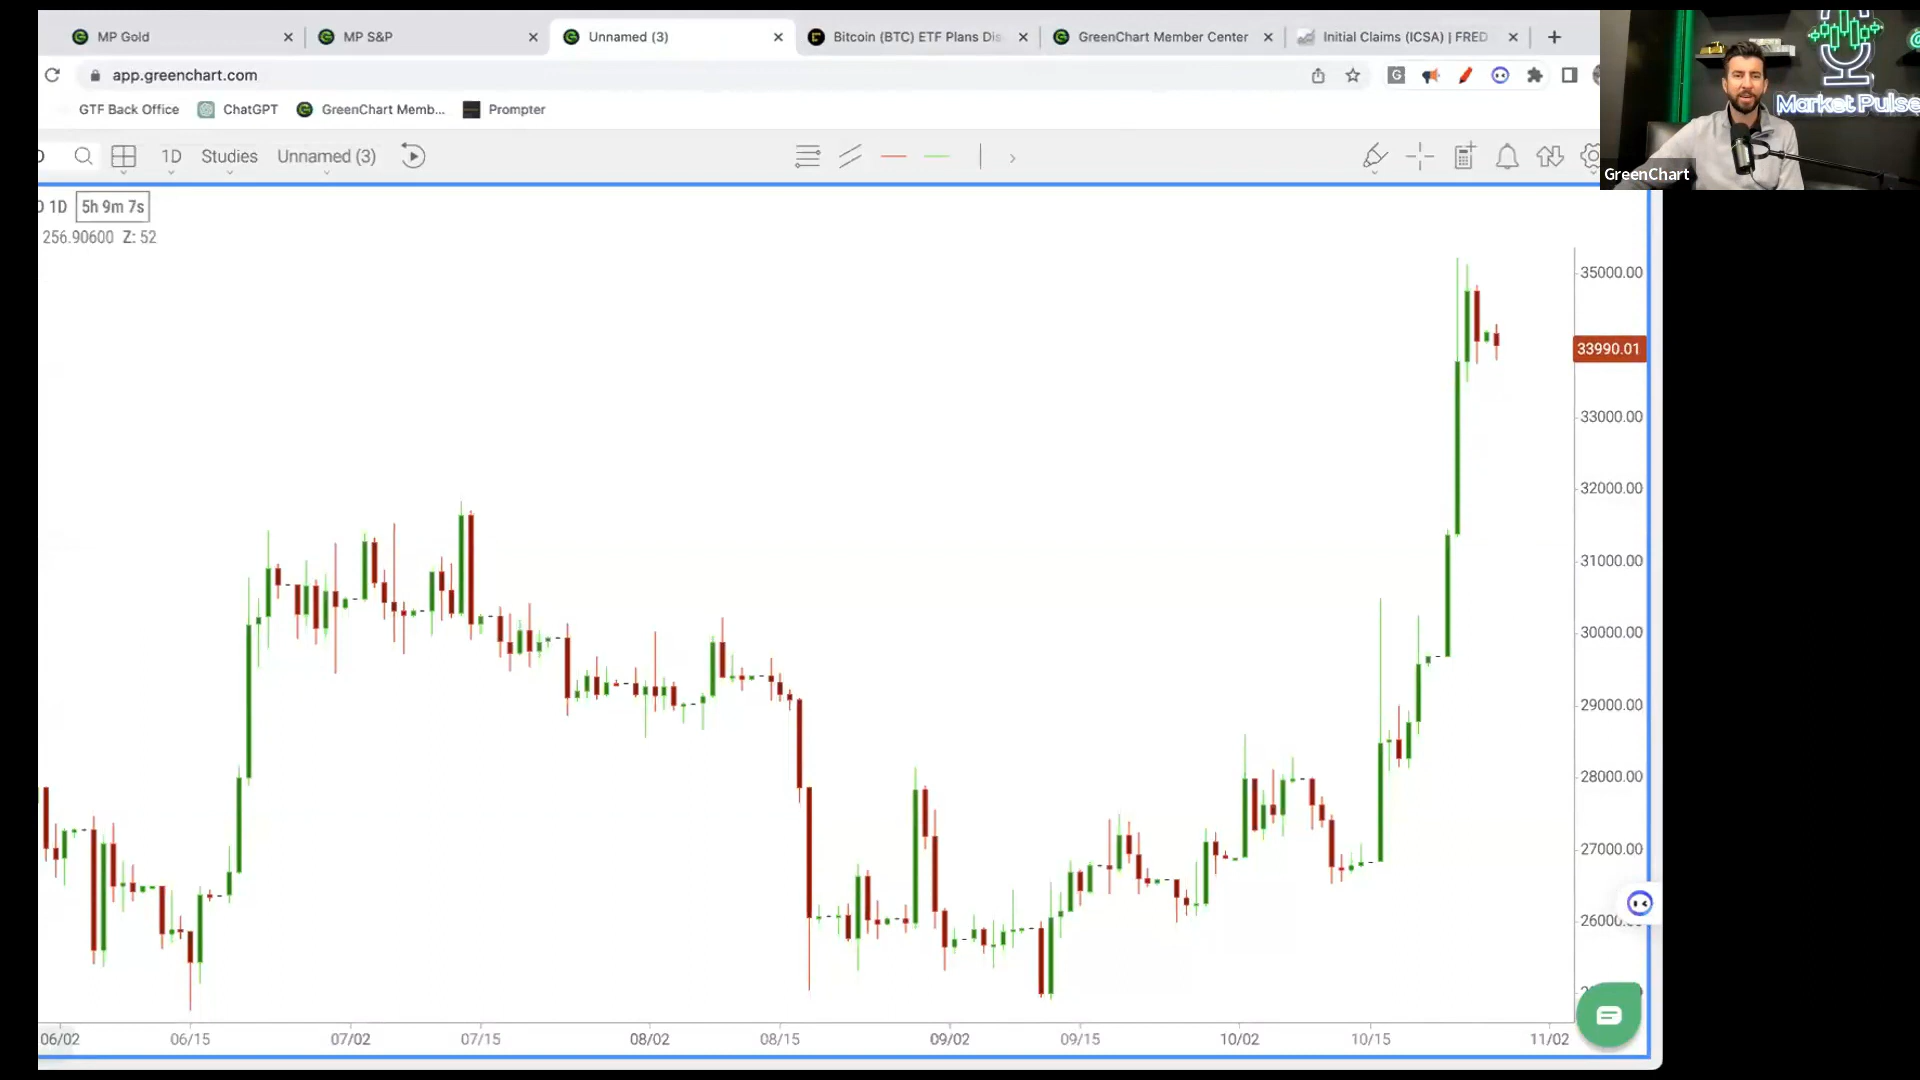 MP Gold
MP S&P
Unnamed (3)
Bitcoin (BTC) ETF Plans Dis
GreenChart Member Center
Initial Claims (ICSA) | FRED
app.greenchart.com
GTF Back Office
ChatGPT
GreenChart Memb...
Prompter
Market Pulse
GreenChart
1D
Studies
Unnamed (3)
1D
5h 9m 7s
256.90600 Z: 52
35000.00
33990.01
33000.00
32000.00
31000.00
30000.00
29000.00
28000.00
27000.00
06/02
06/15
07/02
07/15
08/02
08/15
09/02
09/15
10/02
10/15
11/02